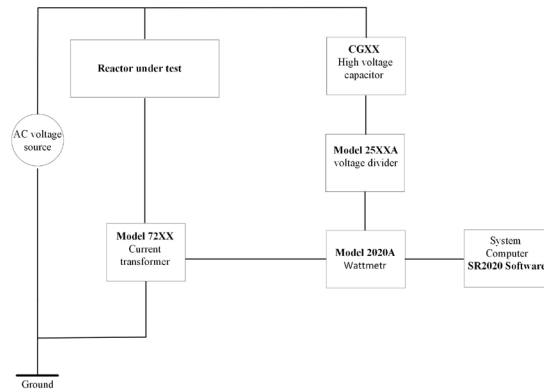 Reactor under test
CGXX
High voltage
capacitor
AC voltage
source
Model 25XXA
voltage divider
Model 72XX
Current
transformer
Model 2020A
Wattmetr
System
Computer
SR2020 Software
Ground